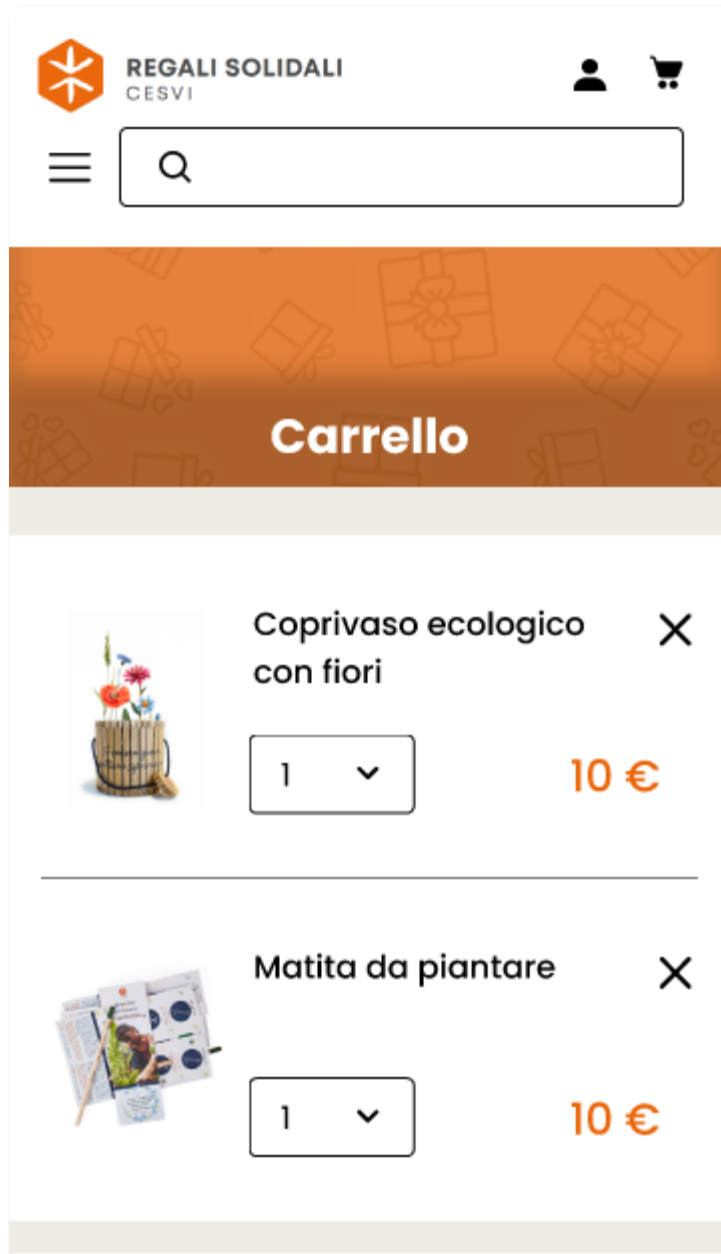 REGALI SOLIDALI
CESVI
Carrello
Coprivaso ecologico
con fiori
1
10 €
Matita da piantare
1
10 €